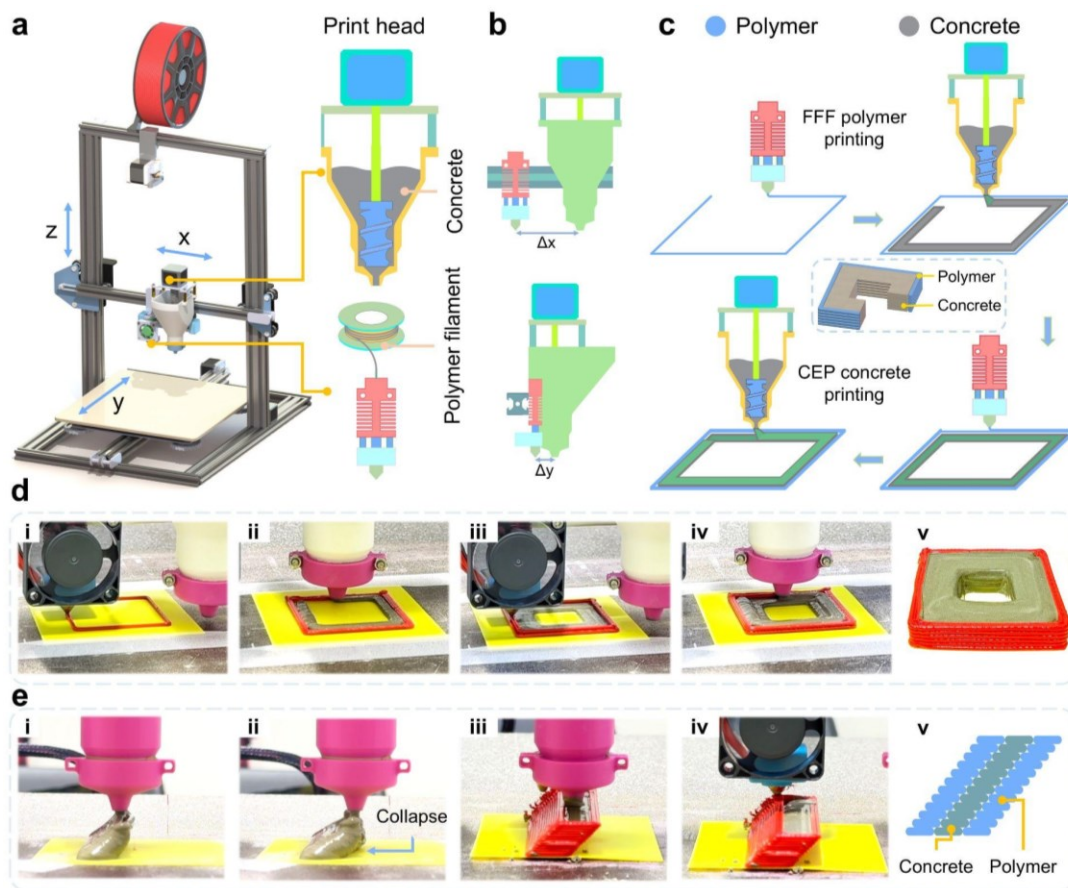 a
Print head
Concrete
Polymer filament
z
x
y
b
Δx
Δy
c
Polymer
Concrete
FFF polymer
printing
Polymer
Concrete
CEP concrete
printing
d
i
ii
iii
iv
v
e
i
ii
Collapse
iii
iv
v
Concrete
Polymer